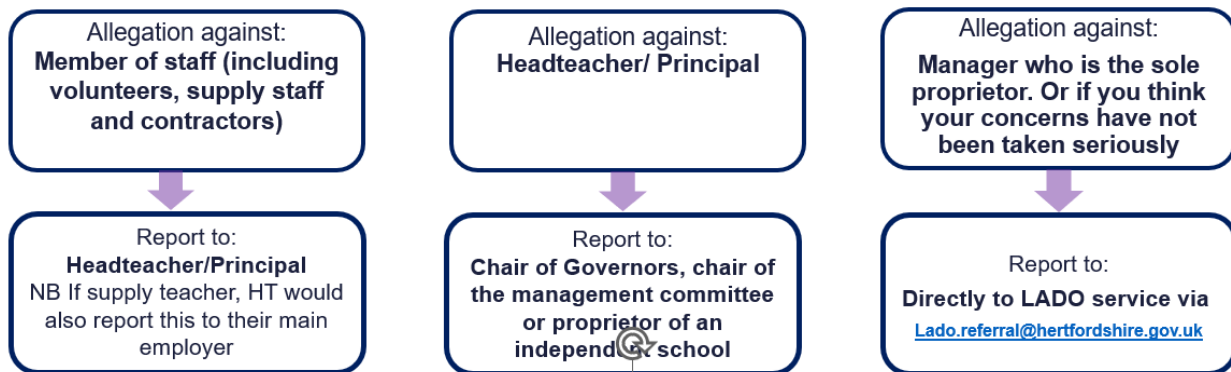 Allegation against:
Member of staff (including
volunteers, supply staff
and contractors)
Report to:
Headteacher/Principal
NB If supply teacher, HT would
also report this to their main
employer
Allegation against:
Headteacher/ Principal
Report to:
Chair of Governors, chair of
the management committee
or proprietor of an
independent school
Allegation against:
Manager who is the sole
proprietor. Or if you think
your concerns have not
been taken seriously
Report to:
Directly to LADO service via
Lado.referral@hertfordshire.gov.uk